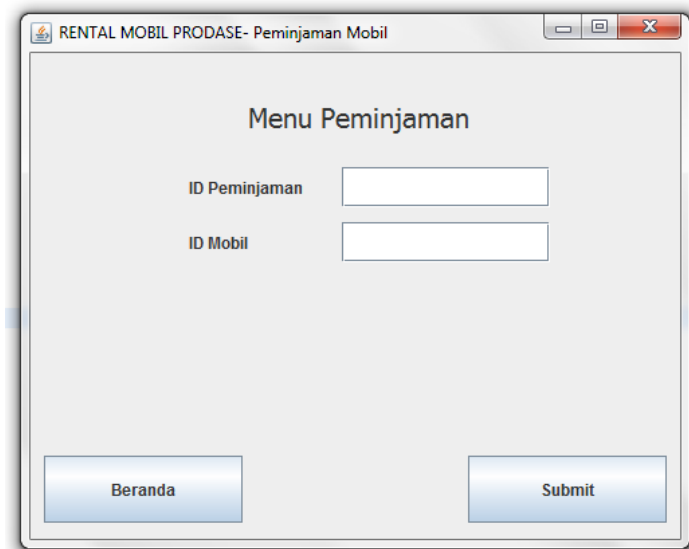 RENTAL MOBIL PRODASE- Peminjaman Mobil
Menu Peminjaman
ID Peminjaman
ID Mobil
Beranda
Submit